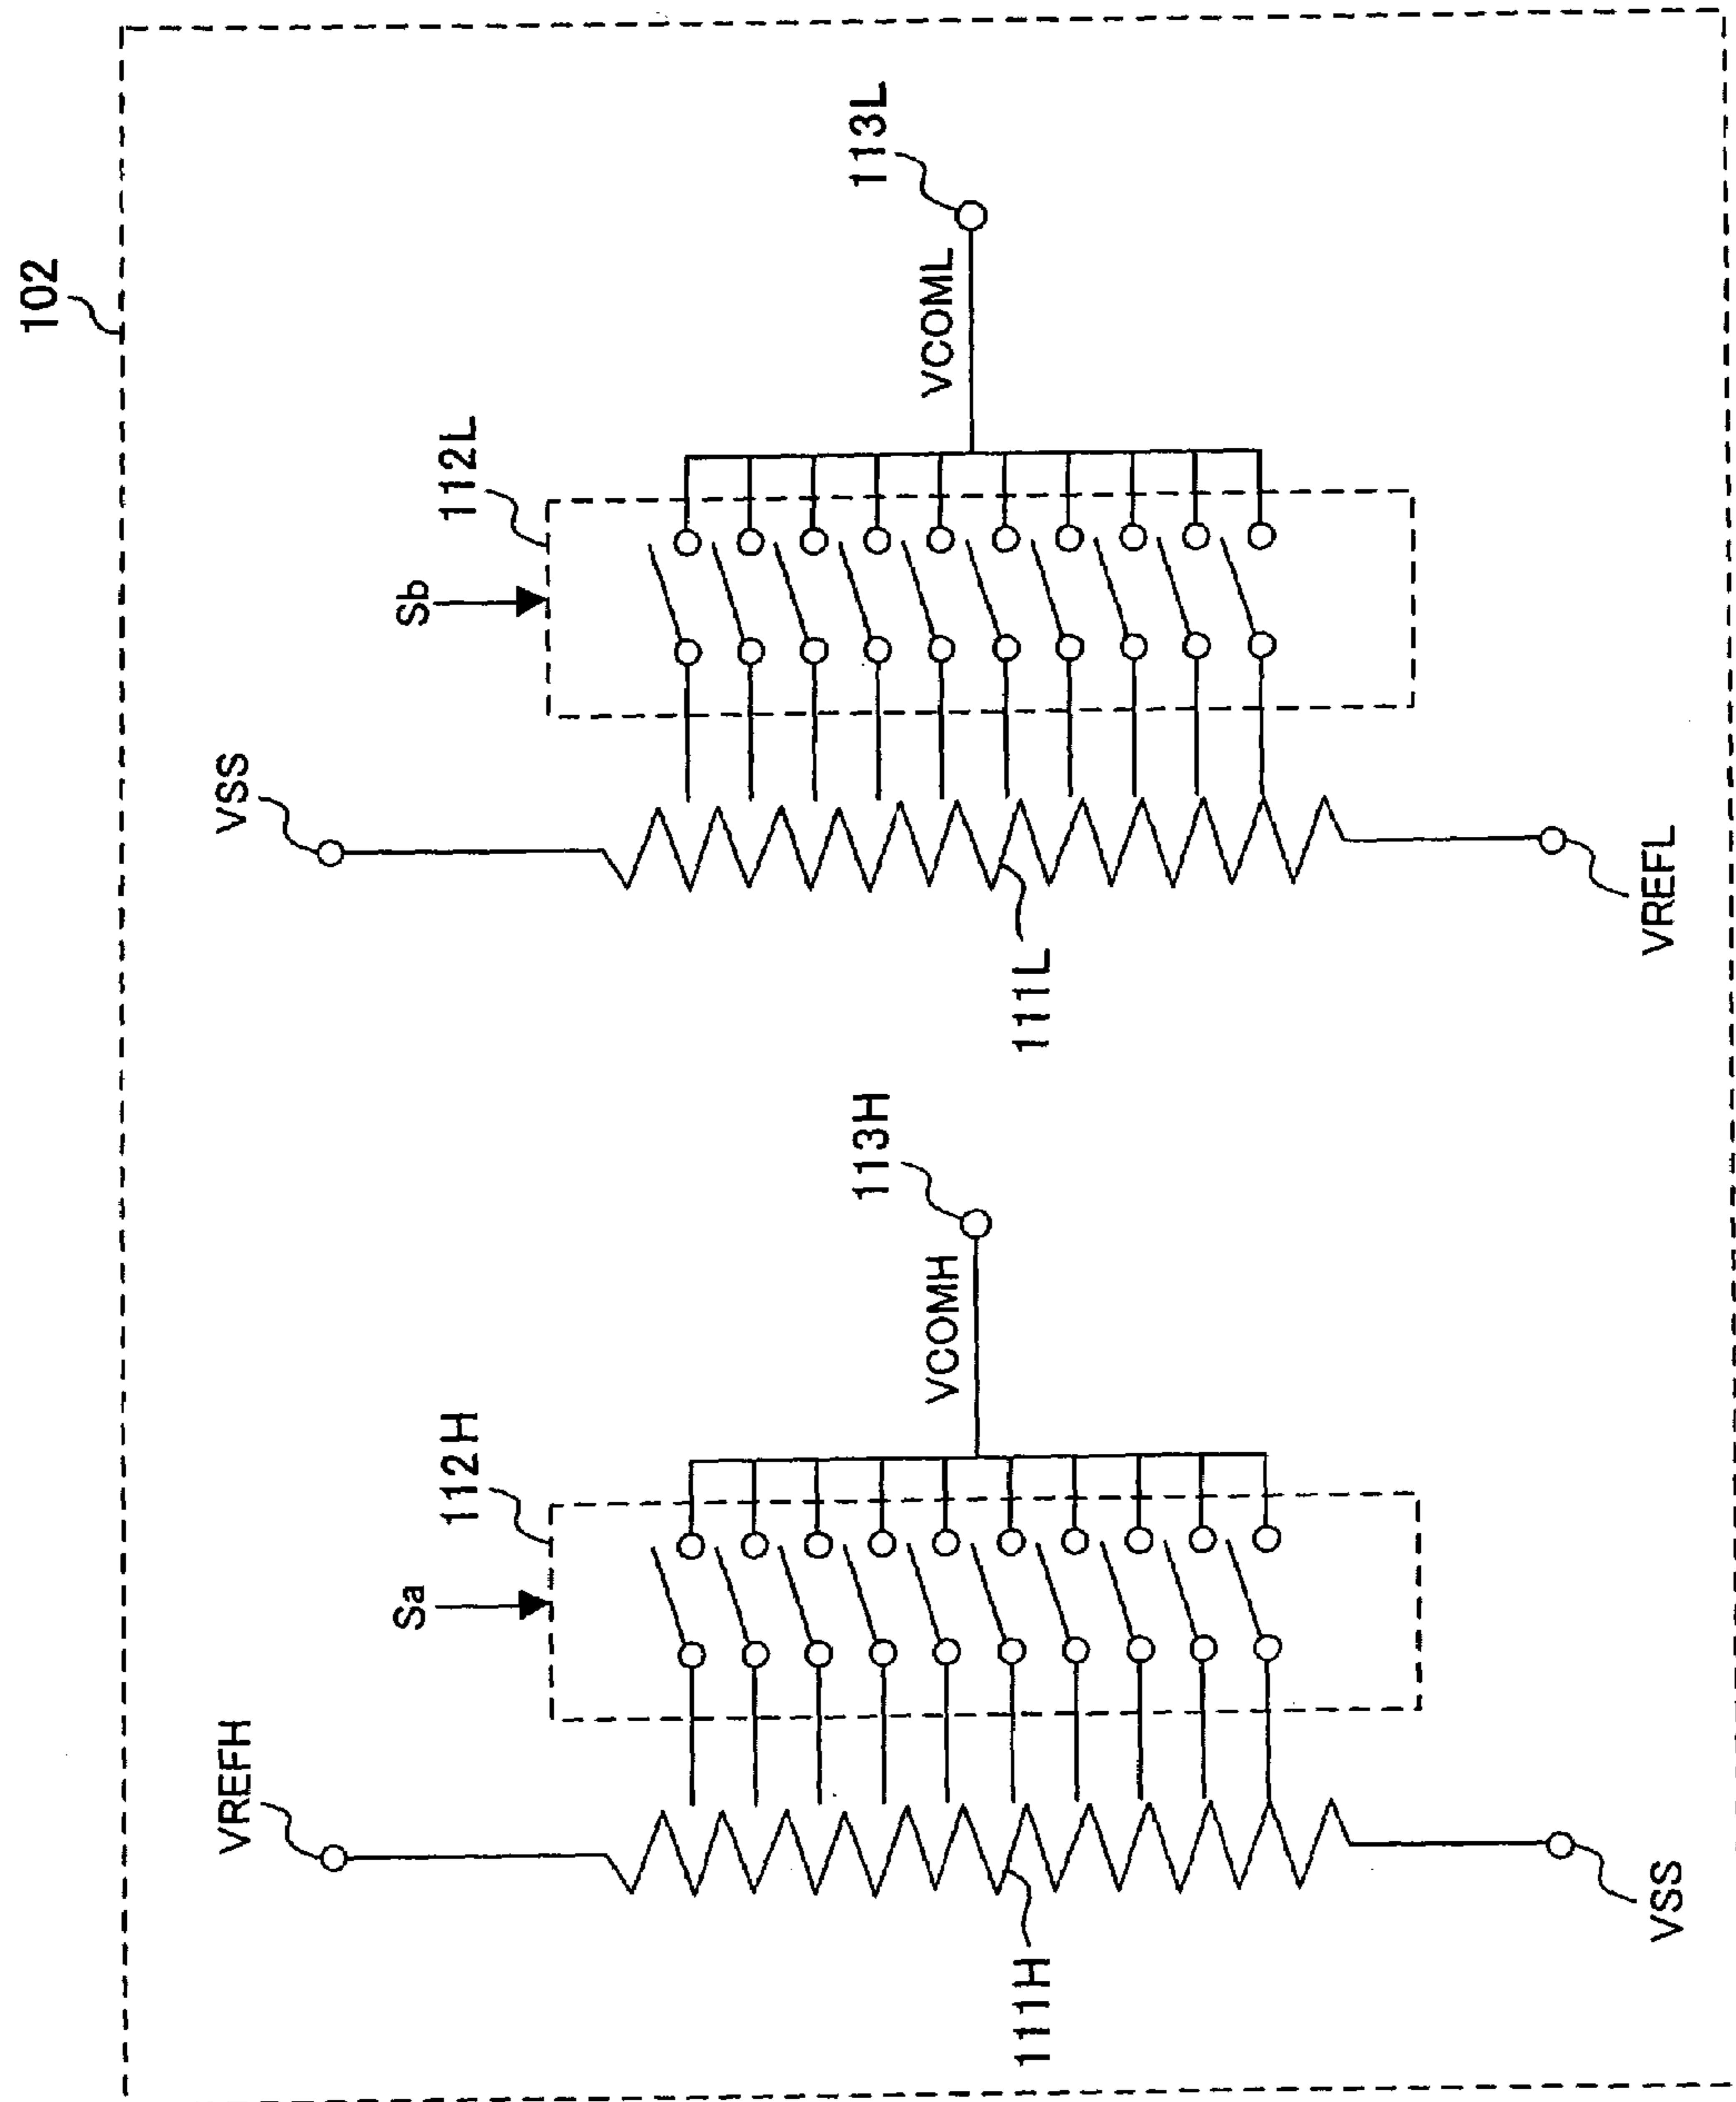 102
VREFH
Sa
112H
VCOMH
113H
111H
VSS
VSS
Sb
112L
VCOML
113L
111L
VREFL